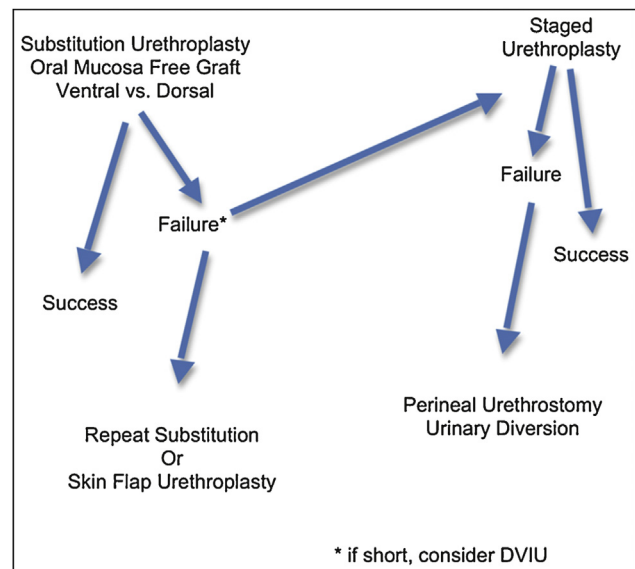 Substitution Urethroplasty
Oral Mucosa Free Graft
Ventral vs. Dorsal
Staged
Urethroplasty
Failure
Failure*
Success
Success
Perineal Urethrostomy
Urinary Diversion
Repeat Substitution
Or
Skin Flap Urethroplasty
* if short, consider DVIU